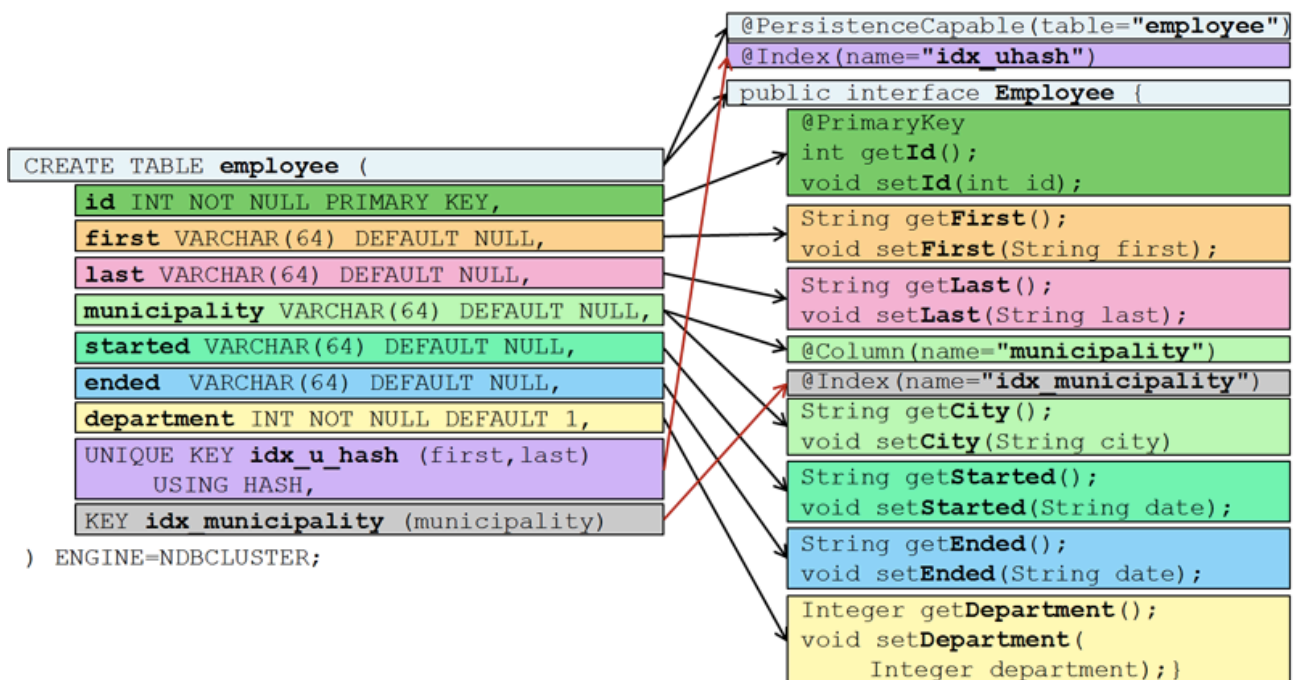 CREATE TABLE employee (
id INT NOT NULL PRIMARY KEY,
first VARCHAR(64) DEFAULT NULL,
last VARCHAR(64) DEFAULT NULL,
municipality VARCHAR(64) DEFAULT NULL,
started VARCHAR(64) DEFAULT NULL,
ended VARCHAR(64) DEFAULT NULL,
department INT NOT NULL DEFAULT 1,
UNIQUE KEY idx_u_hash (first,last)
USING HASH,
KEY idx_municipality (municipality)
) ENGINE=NDBCLUSTER;
@PersistenceCapable(table="employee")
@Index(name="idx_uhash")
public interface Employee {
@PrimaryKey
int getId();
void setId(int id);
String getFirst();
void setFirst(String first);
String getLast();
void setLast(String last);
@Column(name="municipality")
@Index(name="idx_municipality")
String getCity();
void setCity(String city)
String getStarted();
void setStarted(String date);
String getEnded();
void setEnded(String date);
Integer getDepartment();
void setDepartment(
Integer department);}